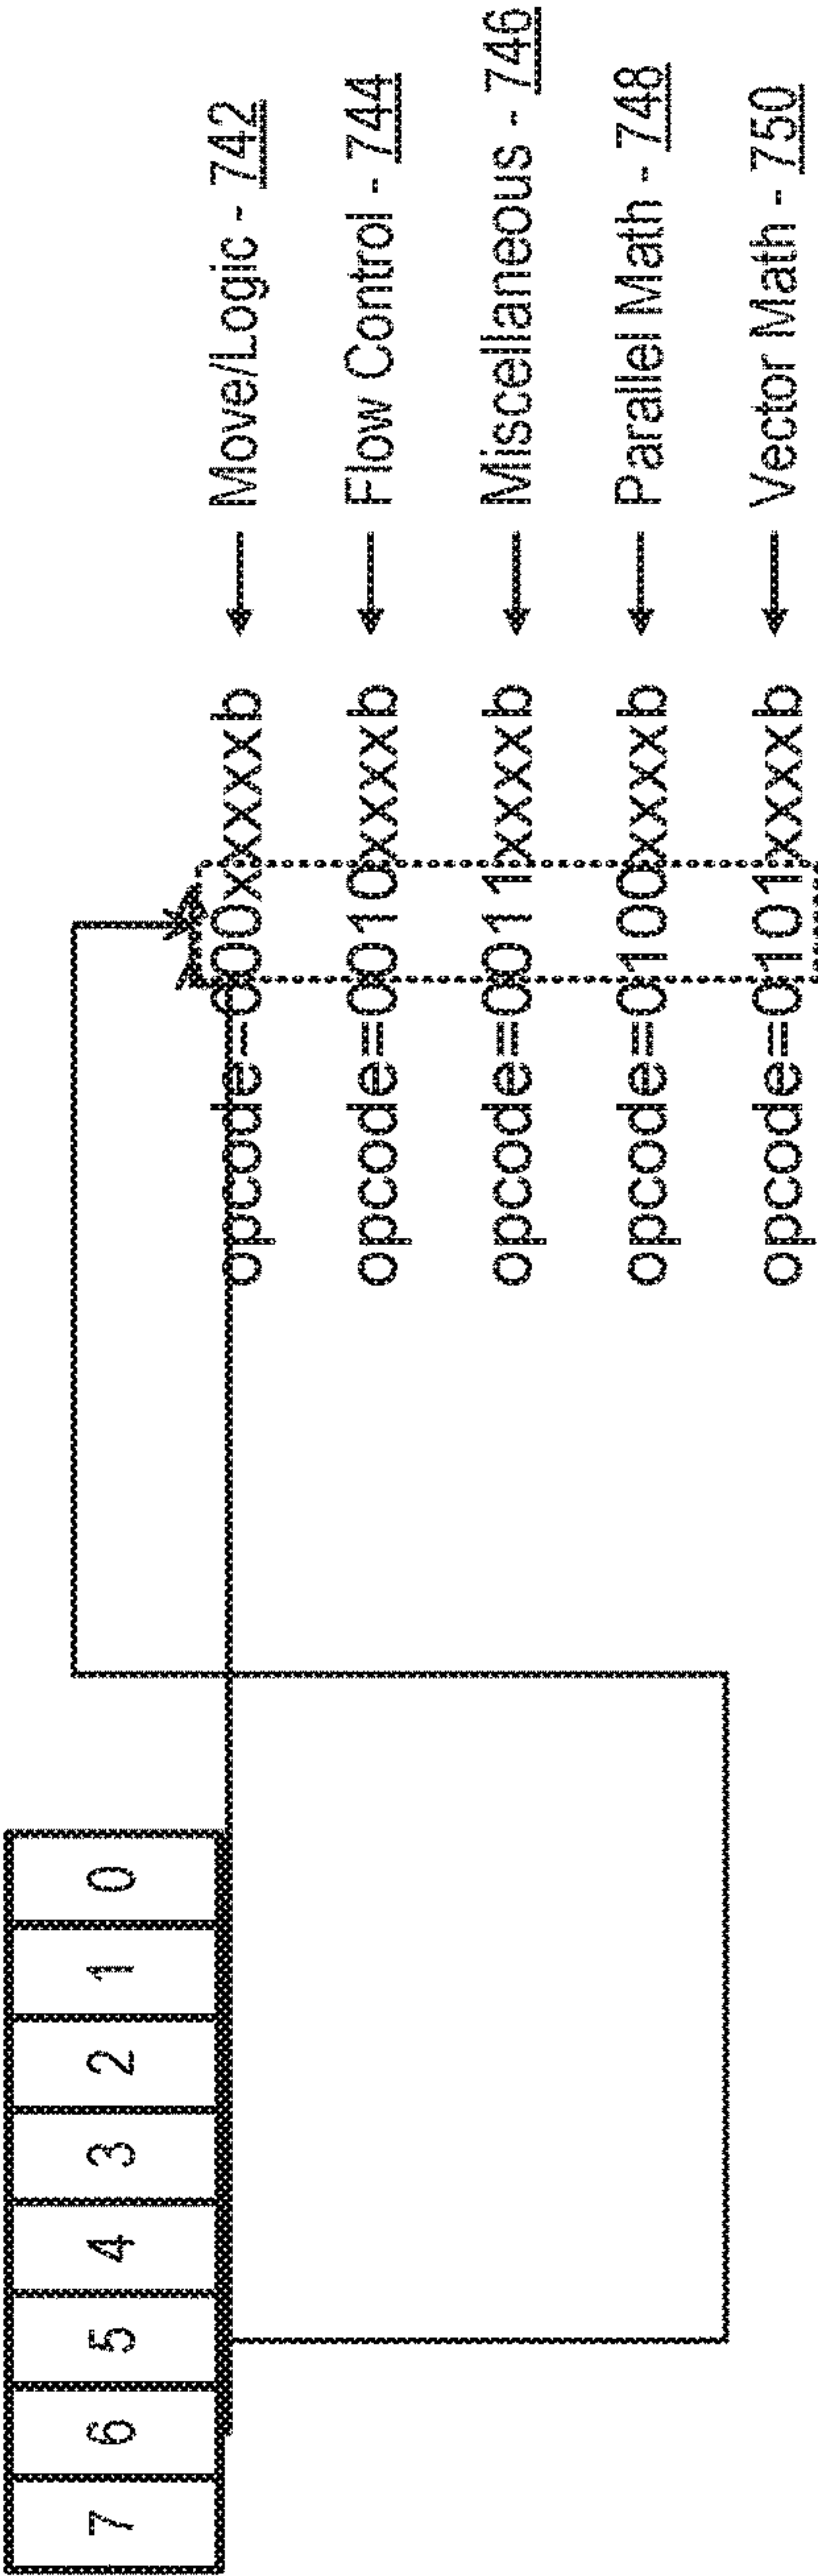 7 6 5 4 3 2 1 0
opcode=000xxxxxb Move/Logic - 742
opcode=0010xxxxb Flow Control - 744
opcode=0011xxxxb Miscellaneous - 746
opcode=0100xxxxb Parallel Math - 748
opcode=0101xxxxb Vector Math - 750